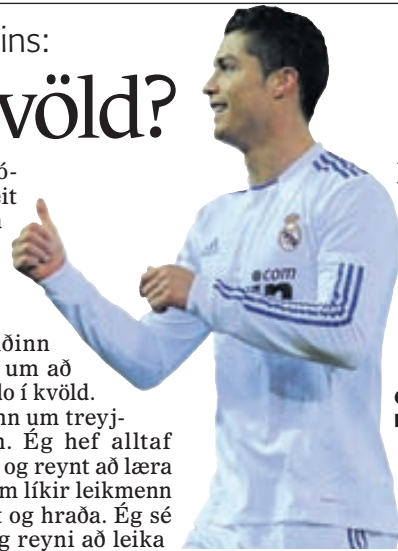 ins:
völd?
ó-
eit
ðinn
um að
lo í kvöld.
nn um treyj-
n. Ég hef alltaf
og reynt að læra
m líkir leikmenn
t og hraða. Ég sé
g reyni að leika
.com